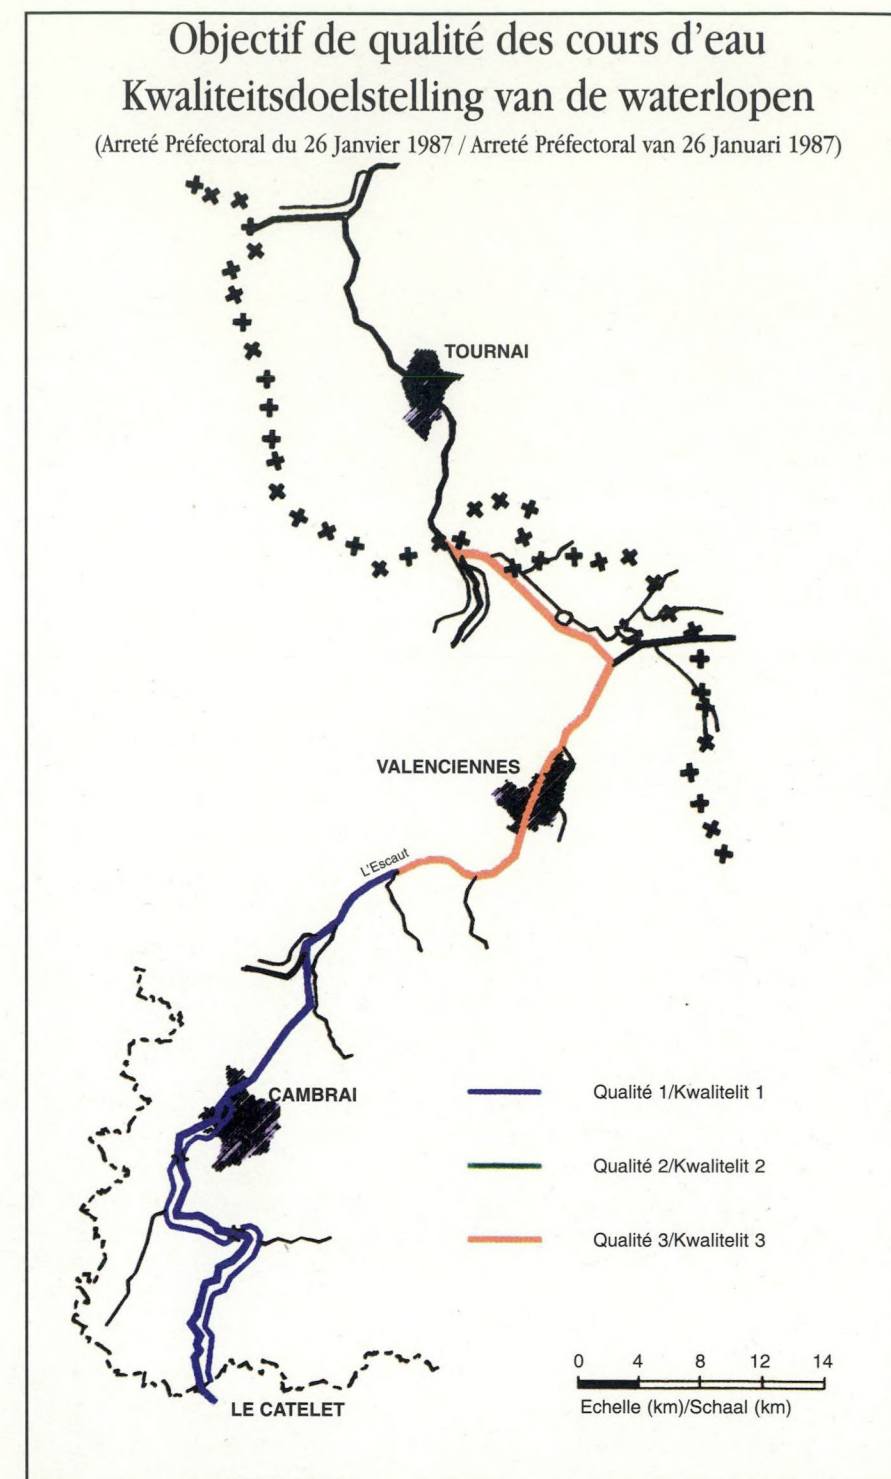 Objectif de qualité des cours d'eau
Kwaliteitsdoelstelling van de waterlopen
(Arreté Préfectoral du 26 Janvier 1987 / Arreté Préfectoral van 26 Januari 1987)
TOURNAI
VALENCIENNES
L'Escaut
CAMBRAI
Qualité 1/Kwalitelit 1
Qualité 2/Kwalitelit 2
Qualité 3/Kwalitelit 3
0 4 8 12 14
Echelle (km)/Schaal (km)
LE CATELET